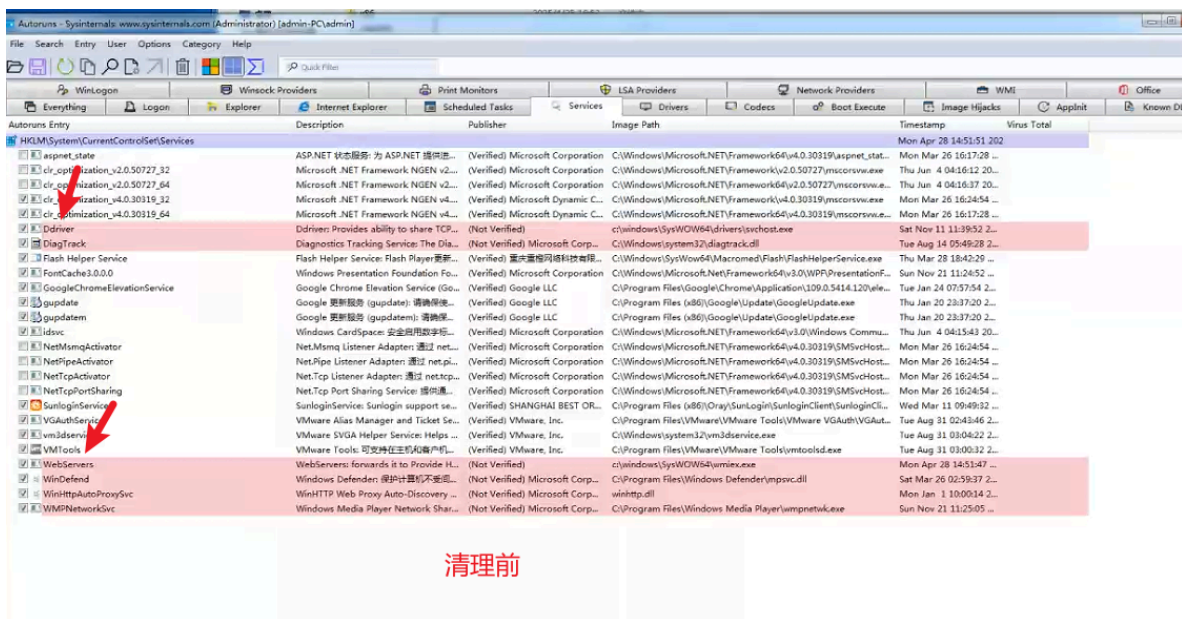 Autoruns - Sysinternals: www.sysinternals.com (Administrator) [admin-PC\admin]
File Search Entry User Options Category Help
Quick Filter
WinLogon Winsock Providers Print Monitors LSA Providers Network Providers WMI Office
Everything Logon Explorer Internet Explorer Scheduled Tasks Services Drivers Codecs Boot Execute Image Hijacks AppInit Known
Autoruns Entry Description Publisher Image Path Timestamp Virus Total
HKLM\System\CurrentControlSet\Services Mon Apr 28 14:51:51 202
aspnet_state ASP.NET 状态服务: 为 ASP.NET 提供进... (Verified) Microsoft Corporation C:\Windows\Microsoft.NET\Framework64\v4.0.30319\aspnet_stat... Mon Mar 26 16:17:28 ...
clr_optimization_v2.0.50727_32 Microsoft .NET Framework NGEN v2.... (Verified) Microsoft Corporation C:\Windows\Microsoft.NET\Framework\v2.0.50727\mscorsvw.exe Thu Jun 4 04:16:12 20...
clr_optimization_v2.0.50727_64 Microsoft .NET Framework NGEN v2.... (Verified) Microsoft Corporation C:\Windows\Microsoft.NET\Framework64\v2.0.50727\mscorsvw.e... Thu Jun 4 04:16:37 20...
clr_optimization_v4.0.30319_32 Microsoft .NET Framework NGEN v4.... (Verified) Microsoft Dynamic C... C:\Windows\Microsoft.NET\Framework\v4.0.30319\mscorsvw.exe Mon Mar 26 16:24:54 ...
clr_optimization_v4.0.30319_64 Microsoft .NET Framework NGEN v4.... (Verified) Microsoft Dynamic C... C:\Windows\Microsoft.NET\Framework64\v4.0.30319\mscorsvw.e... Mon Mar 26 16:17:28 ...
Ddriver Ddriver: Provides ability to share TCP... (Not Verified) c:\windows\SysWOW64\drivers\svchost.exe Sat Nov 11 11:39:52 2...
DiagTrack Diagnostics Tracking Service: The Dia... (Not Verified) Microsoft Corp... C:\Windows\system32\diagtrack.dll Tue Aug 14 05:49:28 2...
Flash Helper Service Flash Helper Service: Flash Player更新... (Verified) 重庆重橙网络科技有限... C:\Windows\SysWow64\Macromed\Flash\FlashHelperService.exe Thu Mar 28 18:42:29 ...
FontCache3.0.0.0 Windows Presentation Foundation Fo... (Verified) Microsoft Corporation C:\Windows\Microsoft.Net\Framework64\v3.0\WPF\PresentationF... Sun Nov 21 11:24:52 ...
GoogleChromeElevationService Google Chrome Elevation Service (Go... (Verified) Google LLC C:\Program Files\Google\Chrome\Application\109.0.5414.120\ele... Tue Jan 24 07:57:54 2...
gupdate Google 更新服务 (gupdate): 请确保使... (Verified) Google LLC C:\Program Files (x86)\Google\Update\GoogleUpdate.exe Thu Jan 20 23:37:20 2...
gupdatem Google 更新服务 (gupdatem): 请确保... (Verified) Google LLC C:\Program Files (x86)\Google\Update\GoogleUpdate.exe Thu Jan 20 23:37:20 2...
idsvc Windows CardSpace: 安全启用数字标... (Verified) Microsoft Corporation C:\Windows\Microsoft.NET\Framework64\v3.0\Windows Commu... Thu Jun 4 04:15:43 20...
NetMsmqActivator Net.Msmq Listener Adapter: 通过 net.... (Verified) Microsoft Corporation C:\Windows\Microsoft.NET\Framework64\v4.0.30319\SMSvcHost... Mon Mar 26 16:24:54 ...
NetPipeActivator Net.Pipe Listener Adapter: 通过 net.pi... (Verified) Microsoft Corporation C:\Windows\Microsoft.NET\Framework64\v4.0.30319\SMSvcHost... Mon Mar 26 16:24:54 ...
NetTcpActivator Net.Tcp Listener Adapter: 通过 net.tcp... (Verified) Microsoft Corporation C:\Windows\Microsoft.NET\Framework64\v4.0.30319\SMSvcHost... Mon Mar 26 16:24:54 ...
NetTcpPortSharing Net.Tcp Port Sharing Service: 提供通... (Verified) Microsoft Corporation C:\Windows\Microsoft.NET\Framework64\v4.0.30319\SMSvcHost... Mon Mar 26 16:24:54 ...
SunloginService SunloginService: Sunlogin support se... (Verified) SHANGHAI BEST OR... C:\Program Files (x86)\Oray\SunLogin\SunloginClient\SunloginCli... Wed Mar 11 09:49:32 ...
VGAuthService VMware Alias Manager and Ticket Se... (Verified) VMware, Inc. C:\Program Files\VMware\VMware Tools\VMware VGAuth\VGAut... Tue Aug 31 02:43:46 2...
vm3dservice VMware SVGA Helper Service: Helps ... (Verified) VMware, Inc. C:\Windows\system32\vm3dservice.exe Tue Aug 31 03:04:22 2...
VMTools VMware Tools: 可支持在主机和客户机... (Verified) VMware, Inc. C:\Program Files\VMware\VMware Tools\vmtoolsd.exe Tue Aug 31 03:00:32 2...
WebServers WebServers: forwards it to Provide H... (Not Verified) c:\windows\SysWOW64\wmiex.exe Mon Apr 28 14:51:47 ...
WinDefend Windows Defender: 保护计算机不受间... (Not Verified) Microsoft Corp... C:\Program Files\Windows Defender\mpsvc.dll Sat Mar 26 02:59:37 2...
WinHttpAutoProxySvc WinHTTP Web Proxy Auto-Discovery ... (Not Verified) Microsoft Corp... winhttp.dll Mon Jan 1 10:00:14 2...
WMPNetworkSvc Windows Media Player Network Shar... (Not Verified) Microsoft Corp... C:\Program Files\Windows Media Player\wmpnetwk.exe Sun Nov 21 11:25:05 ...
清理前